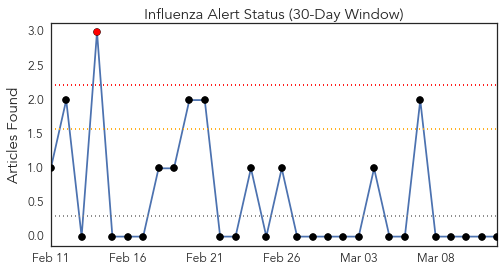 Influenza Alert Status (30-Day Window)
Articles Found
3.0
2.5
2.0
1.5
1.0
0.5
0.0
Feb 11 Feb 16 Feb 21 Feb 26 Mar 03 Mar 08